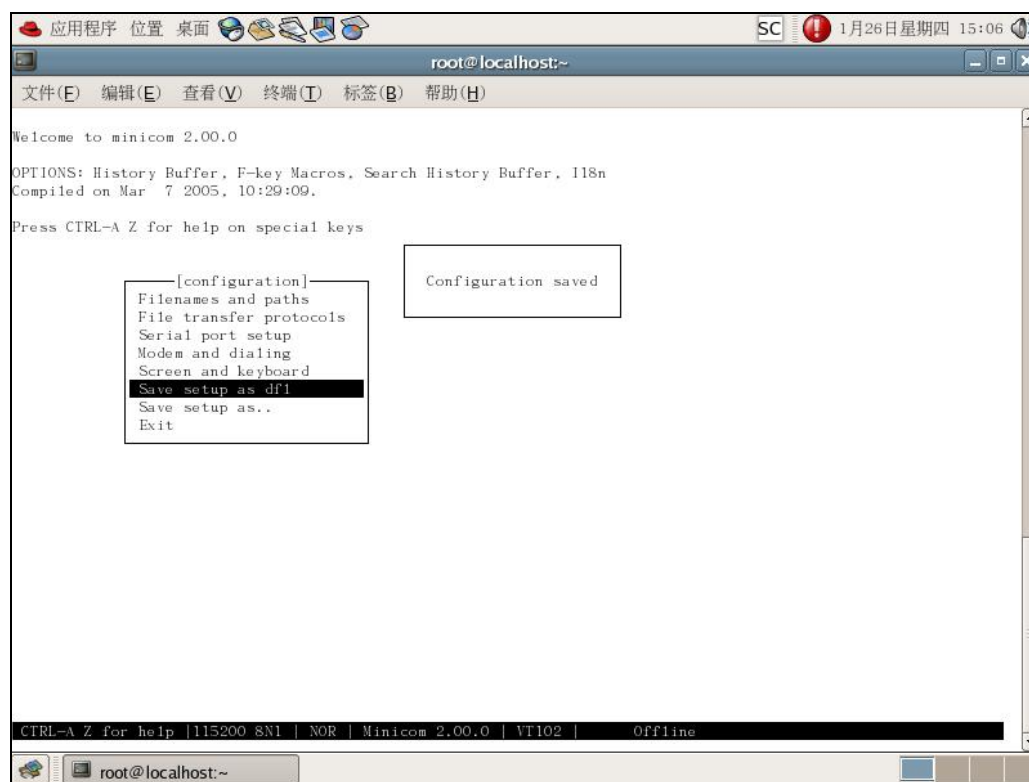 应用程序 位置 桌面 SC 1月26日星期四 15:06
root@localhost:~
文件(F) 编辑(E) 查看(V) 终端(T) 标签(B) 帮助(H)
Welcome to minicom 2.00.0
OPTIONS: History Buffer, F-key Macros, Search History Buffer, I18n
Compiled on Mar 7 2005, 10:29:09.
Press CTRL-A Z for help on special keys
[configuration]
Filenames and paths
File transfer protocols
Serial port setup
Modem and dialing
Screen and keyboard
Save setup as dfl
Save setup as..
Exit
Configuration saved
CTRL-A Z for help |115200 8N1 | NOR | Minicom 2.00.0 | VT102 | Offline
root@localhost:~